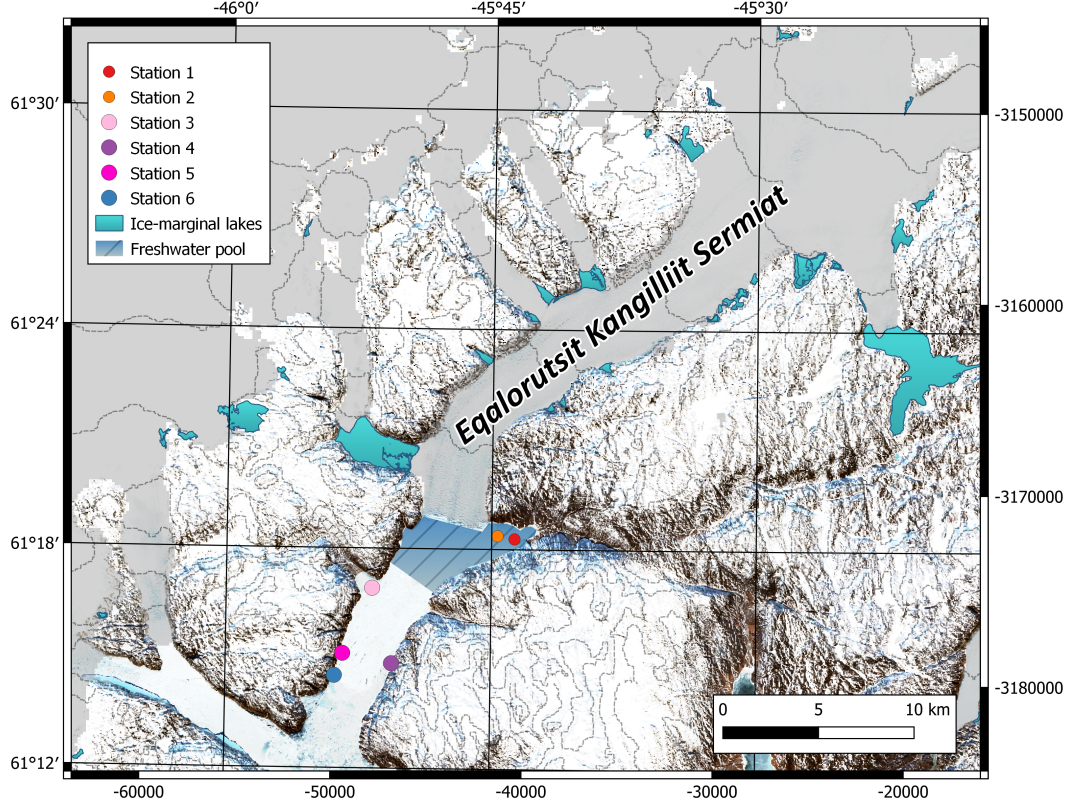 -46°0′ -45°45′ -45°30′
61°30′
61°24′
61°18′
61°12′
Station 1
Station 2
Station 3
Station 4
Station 5
Station 6
Ice-marginal lakes
Freshwater pool
Eqalorutsit Kangilliit Sermiat
-3150000
-3160000
-3170000
-3180000
0 5 10 km
-60000 -50000 -40000 -30000 -20000